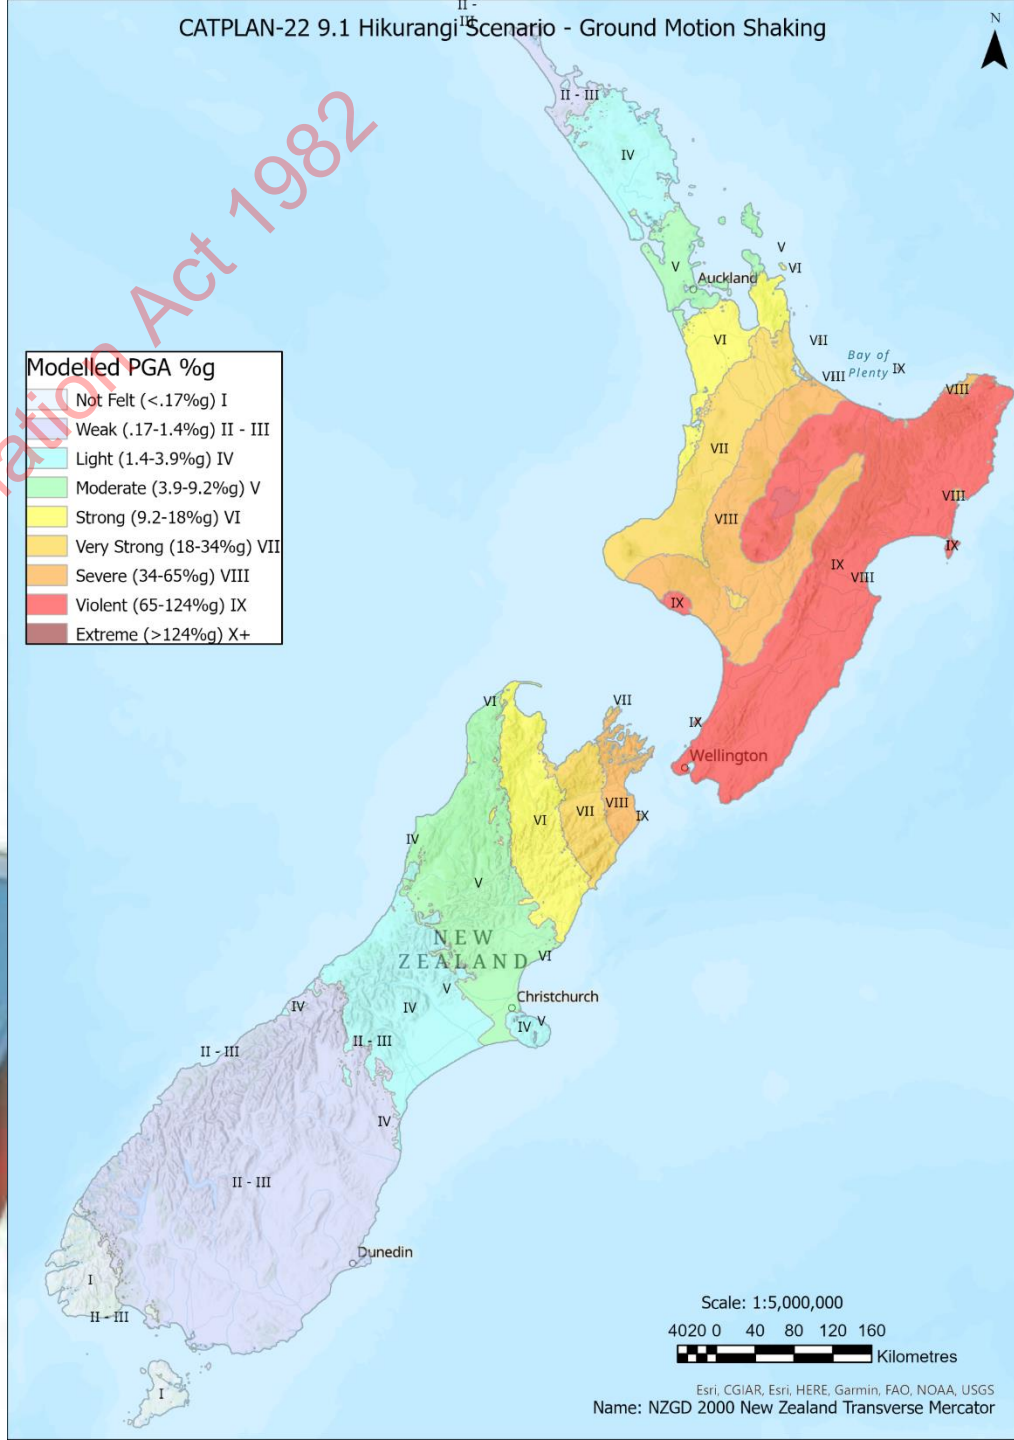 II -
III
CATPLAN-22 9.1 Hikurangi Scenario - Ground Motion Shaking
N
II - III
IV
Act 1982
V
VI
V
Auckland
VI
VII
Bay of
Plenty
IX
VIII
VIII
Modelled PGA %g
Not Felt (<.17%g) I
Weak (.17-1.4%g) II - III
Light (1.4-3.9%g) IV
Moderate (3.9-9.2%g) V
Strong (9.2-18%g) VI
Very Strong (18-34%g) VII
Severe (34-65%g) VIII
Violent (65-124%g) IX
Extreme (>124%g) X+
VII
VIII
VIII
IX
IX
VIII
IX
VI
VII
IX
Wellington
VIII
VII
IX
VI
IV
V
NEW
ZEALAND
VI
V
Christchurch
IV
IV
IV
V
II - III
II - III
IV
II - III
Dunedin
I
II - III
I
Scale: 1:5,000,000
4020 0 40 80 120 160
Kilometres
Esri, CGIAR, Esri, HERE, Garmin, FAO, NOAA, USGS
Name: NZGD 2000 New Zealand Transverse Mercator